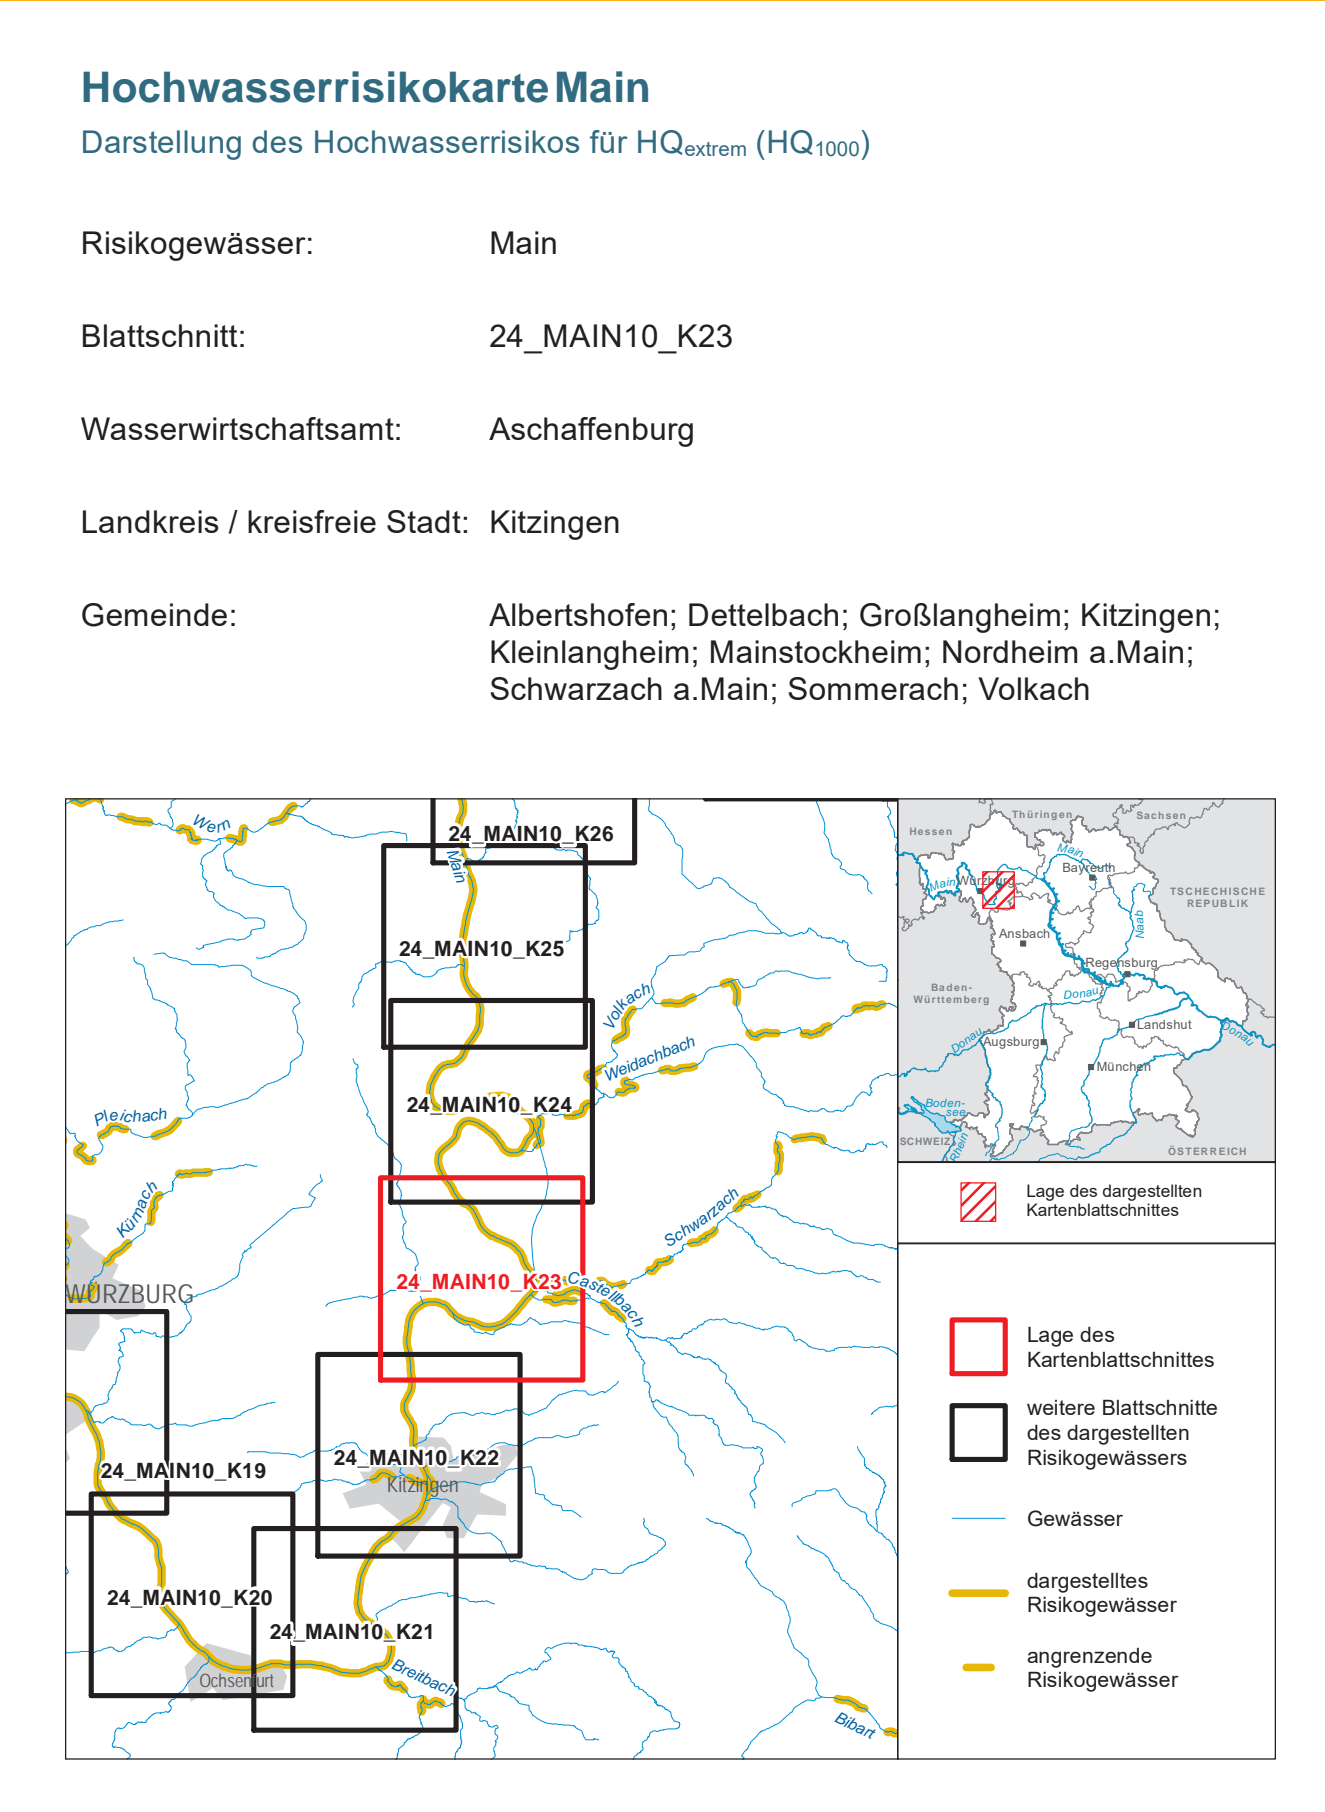 Hochwasserrisikokarte Main
Darstellung des Hochwasserrisikos für HQextrem (HQ1000)
Risikogewässer: Main
Blattschnitt: 24_MAIN10_K23
Wasserwirtschaftsamt: Aschaffenburg
Landkreis / kreisfreie Stadt: Kitzingen
Gemeinde: Albertshofen; Dettelbach; Großlangheim; Kitzingen;
Kleinlangheim; Mainstockheim; Nordheim a.Main;
Schwarzach a.Main; Sommerach; Volkach
Wern
24_MAIN10_K26
Main
24_MAIN10_K25
Volkach
Weidachbach
24_MAIN10_K24
Pleichach
Kürnach
Schwarzach
WÜRZBURG
24_MAIN10_K23
Castellbach
24_MAIN10_K22
Kitzingen
24_MAIN10_K19
24_MAIN10_K20
24_MAIN10_K21
Ochsenfurt
Breitbach
Bibart
Thüringen
Sachsen
Hessen
Main
Bayreuth
Main
Würzburg
TSCHECHISCHE
REPUBLIK
Naab
Ansbach
Regensburg
Baden-
Württemberg
Donau
Landshut
Donau
Donau
Augsburg
München
Boden-
see
SCHWEIZ
Rhein
ÖSTERREICH
Lage des dargestellten
Kartenblattschnittes
Lage des
Kartenblattschnittes
weitere Blattschnitte
des dargestellten
Risikogewässers
Gewässer
dargestelltes
Risikogewässer
angrenzende
Risikogewässer